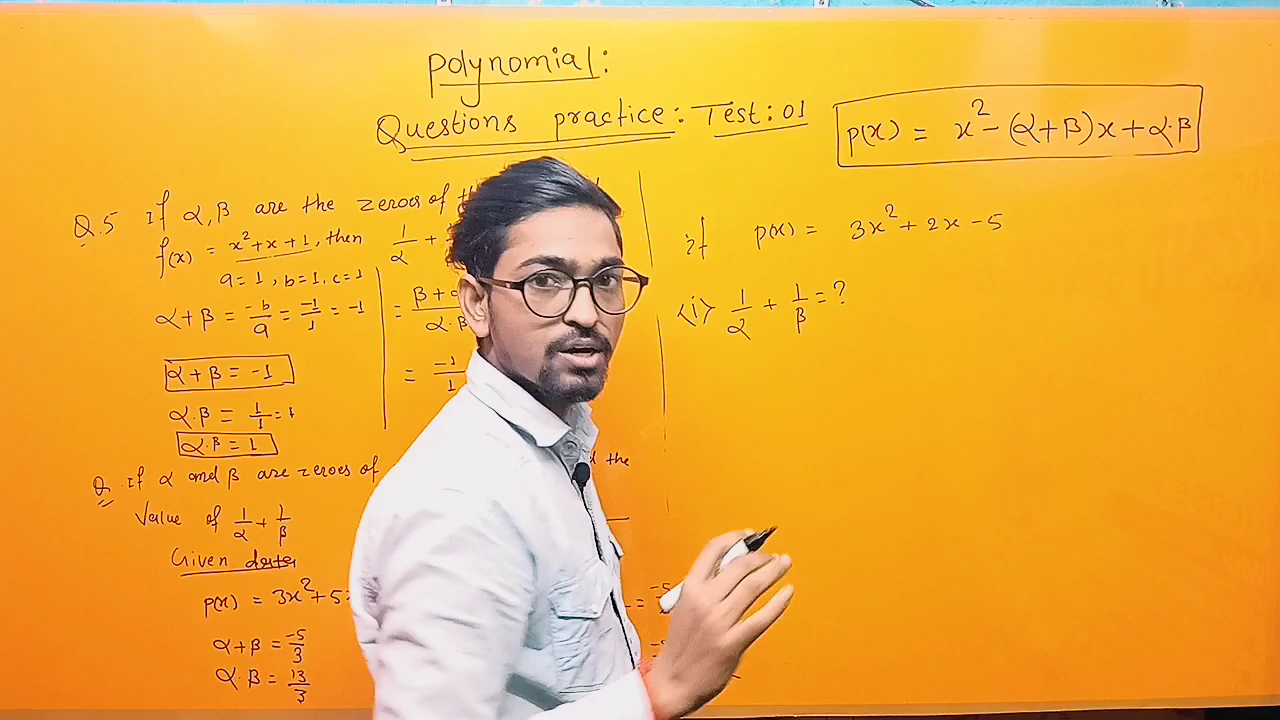 Polynomial:
Questions practice: Test: 01
p(x) = x² - (α+β)x + α.β
Q.5 If α,β are the zeroes of
f(x) = x²+x+1, then 1/α +
a=1, b=1, c=1
α+β = -b/a = -1/1 = -1
α+β = -1
α.β = 1/1 = 1
α.β = 1
= β+ / α.β
= -1/1
Q. If α and β are zeroes of the
Value of 1/α + 1/β
Given
p(x) = 3x²+5
α+β = -5/3
α.β = 13/3
= -5
-5
if p(x) = 3x² + 2x - 5
<i> 1/α + 1/β = ?